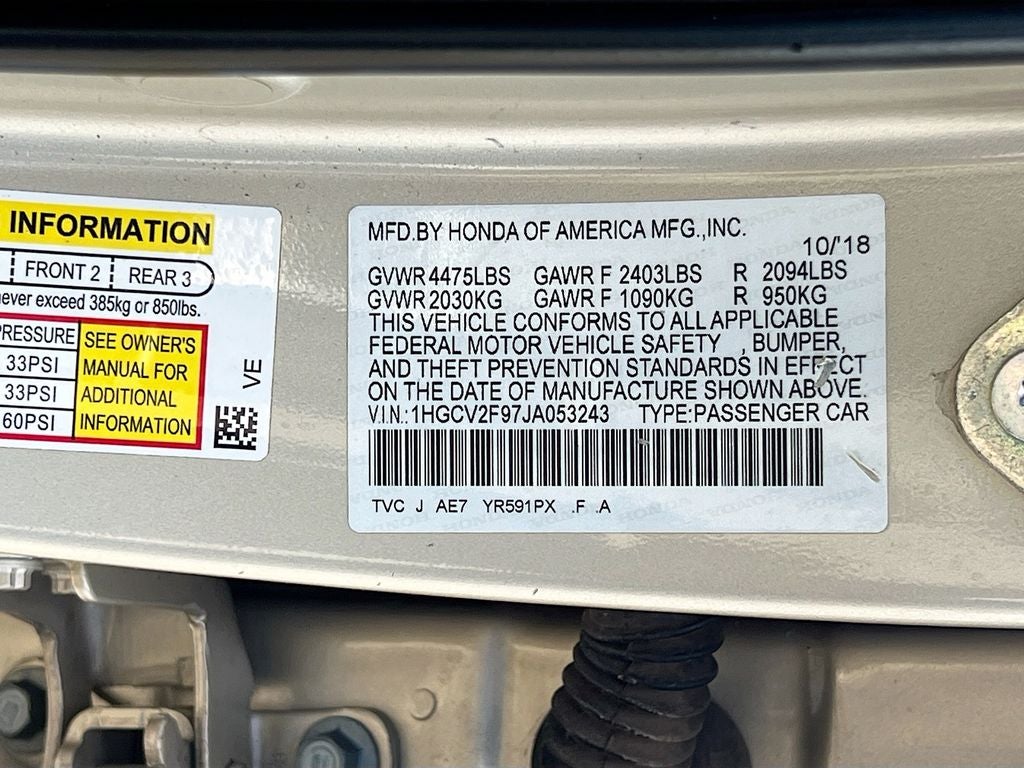 INFORMATION
FRONT 2 REAR 3
never exceed 385kg or 850lbs.
PRESSURE
33PSI
33PSI
60PSI
SEE OWNER'S
MANUAL FOR
ADDITIONAL
INFORMATION
VE
MFD.BY HONDA OF AMERICA MFG.,INC.
10/'18
GVWR 4475LBS GAWR F 2403LBS R 2094LBS
GVWR 2030KG GAWR F 1090KG R 950KG
THIS VEHICLE CONFORMS TO ALL APPLICABLE
FEDERAL MOTOR VEHICLE SAFETY , BUMPER,
AND THEFT PREVENTION STANDARDS IN EFFECT
ON THE DATE OF MANUFACTURE SHOWN ABOVE.
V.I.N.:1HGCV2F97JA053243 TYPE:PASSENGER CAR
TVC J AE7 YR591PX .F .A